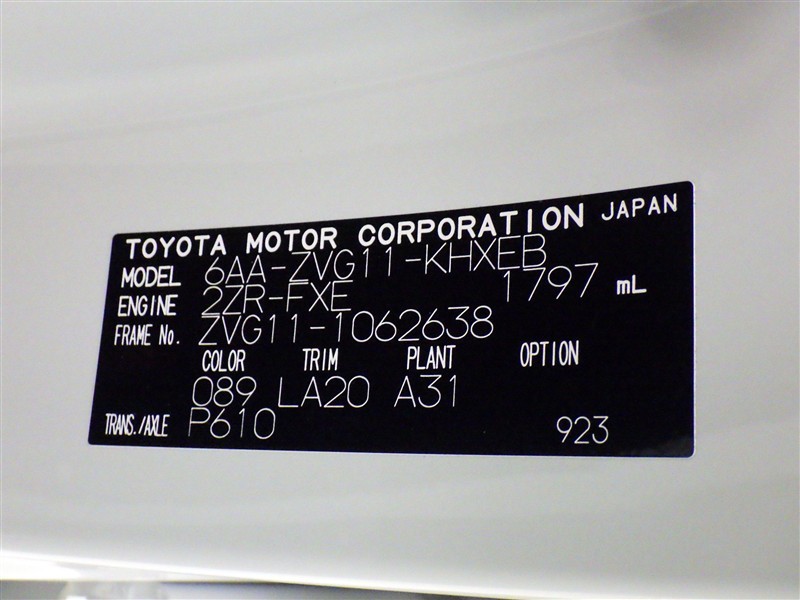 TOYOTA MOTOR CORPORATION JAPAN
MODEL 6AA-ZVG11-KHXEB
ENGINE 2ZR-FXE 1797 mL
FRAME No. ZVG11-1062638
COLOR TRIM PLANT OPTION
089 LA20 A31
TRANS./AXLE P610 923